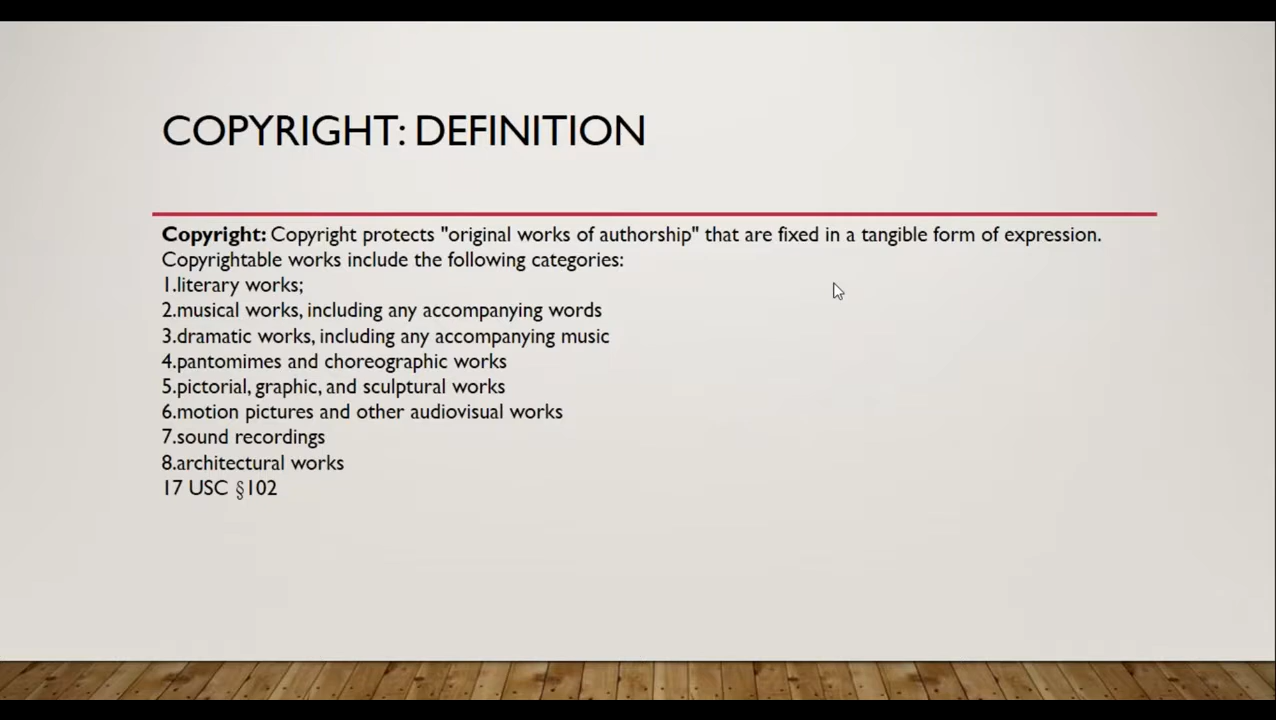 COPYRIGHT: DEFINITION
Copyright: Copyright protects "original works of authorship" that are fixed in a tangible form of expression.
Copyrightable works include the following categories:
1.literary works;
2.musical works, including any accompanying words
3.dramatic works, including any accompanying music
4.pantomimes and choreographic works
5.pictorial, graphic, and sculptural works
6.motion pictures and other audiovisual works
7.sound recordings
8.architectural works
17 USC §102